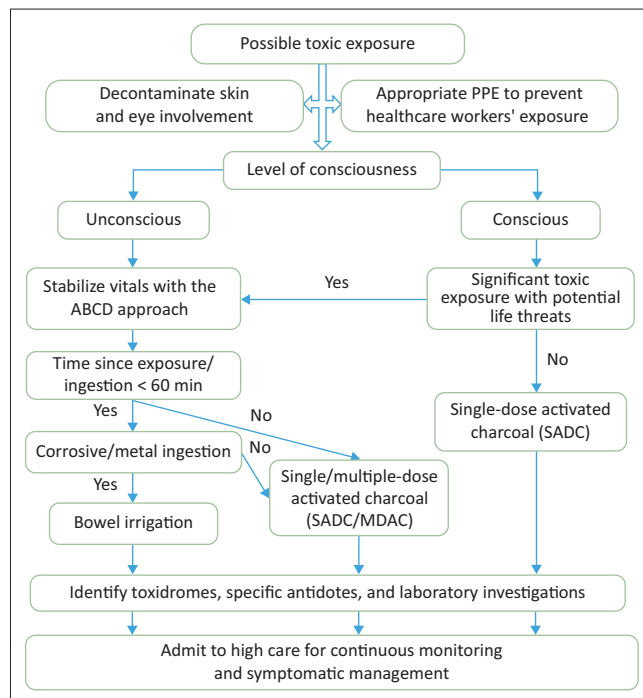 Possible toxic exposure
Decontaminate skin
and eye involvement
Appropriate PPE to prevent
healthcare workers' exposure
Level of consciousness
Unconscious
Conscious
Stabilize vitals with the
ABCD approach
Yes
Significant toxic
exposure with potential
life threats
No
Time since exposure/
ingestion < 60 min
Yes
No
Single-dose activated
charcoal (SADC)
Corrosive/metal ingestion
No
Single/multiple-dose
activated charcoal
(SADC/MDAC)
Yes
Bowel irrigation
Identify toxidromes, specific antidotes, and laboratory investigations
Admit to high care for continuous monitoring
and symptomatic management